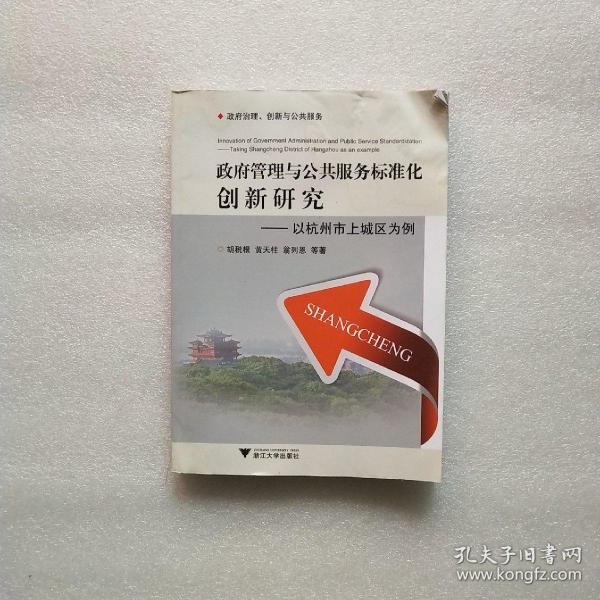 ◆ 政府治理、创新与公共服务
Innovation of Government Administration and Public Service Standardization
——Taking Shangcheng District of Hangzhou as an example
政府管理与公共服务标准化
创新研究
——以杭州市上城区为例
◎ 胡税根 黄天柱 翁列恩 等著
SHANGCHENG
ZHEJIANG UNIVERSITY PRESS
浙江大学出版社
孔夫子旧书网
www.kongfz.com